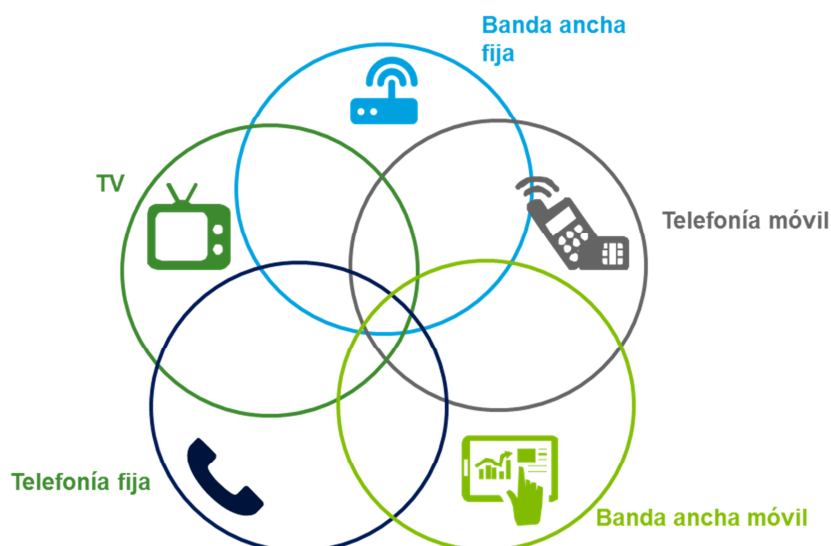 Banda ancha
fija
TV
Telefonía móvil
Telefonía fija
Banda ancha móvil